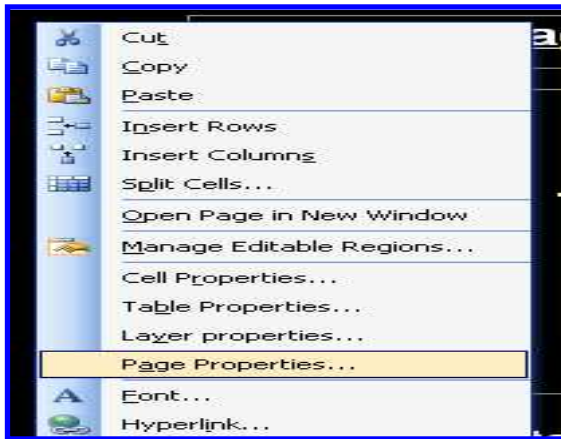 Cut
Copy
Paste
Insert Rows
Insert Columns
Split Cells...
Open Page in New Window
Manage Editable Regions...
Cell Properties...
Table Properties...
Layer properties...
Page Properties...
Font...
Hyperlink...